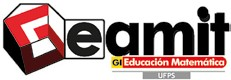 Geamit
GI Educación Matemática
UFPS